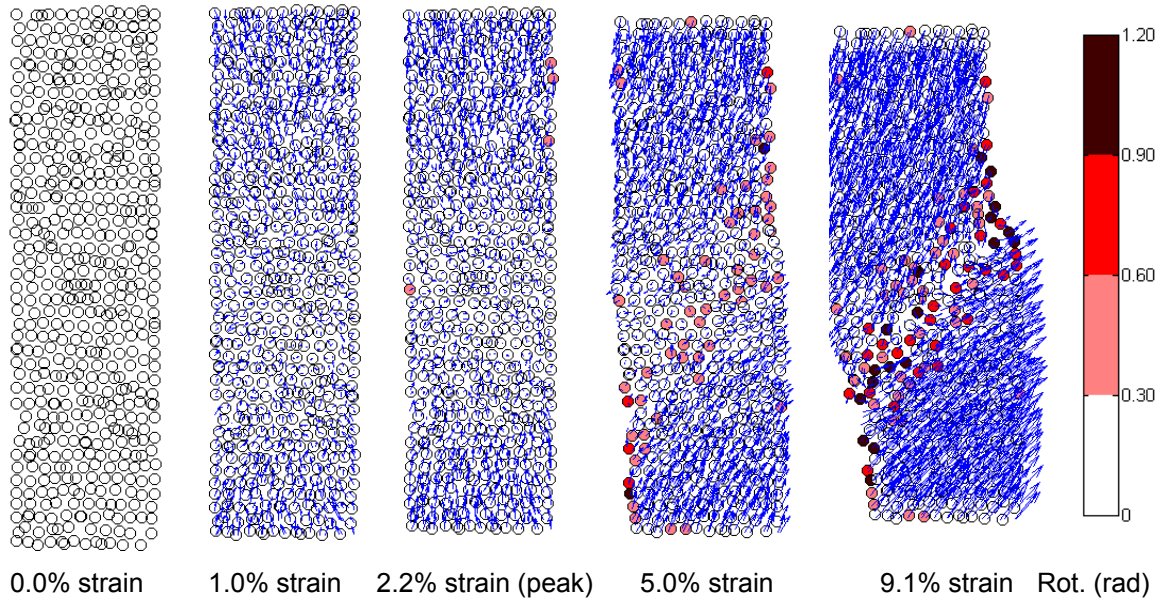 1.20
0.90
0.60
0.30
0
0.0% strain
1.0% strain
2.2% strain (peak)
5.0% strain
9.1% strain
Rot. (rad)